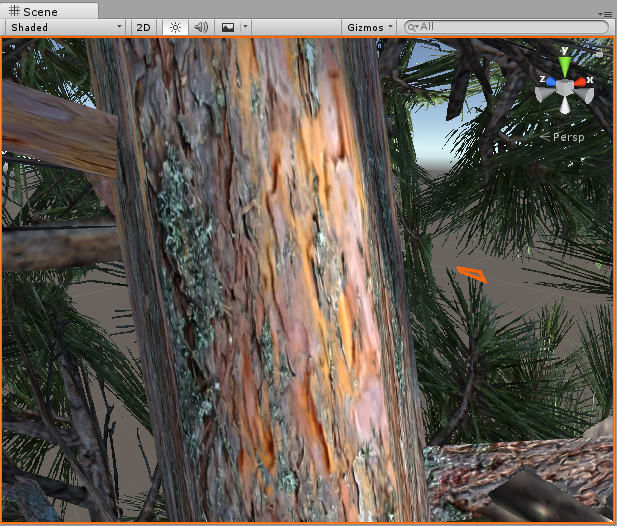 Scene
Shaded 2D Gizmos All
y
z x
Persp